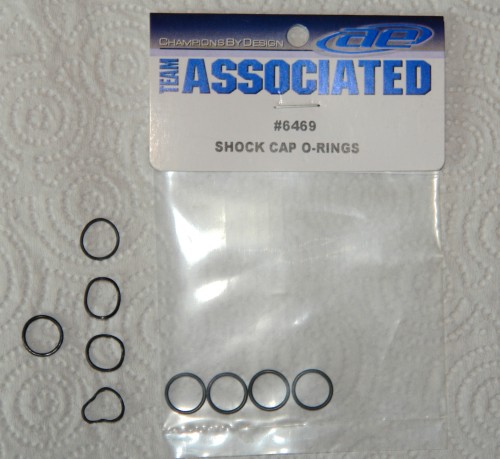 CHAMPIONS BY DESIGN
ae
TEAM
ASSOCIATED
#6469
SHOCK CAP O-RINGS